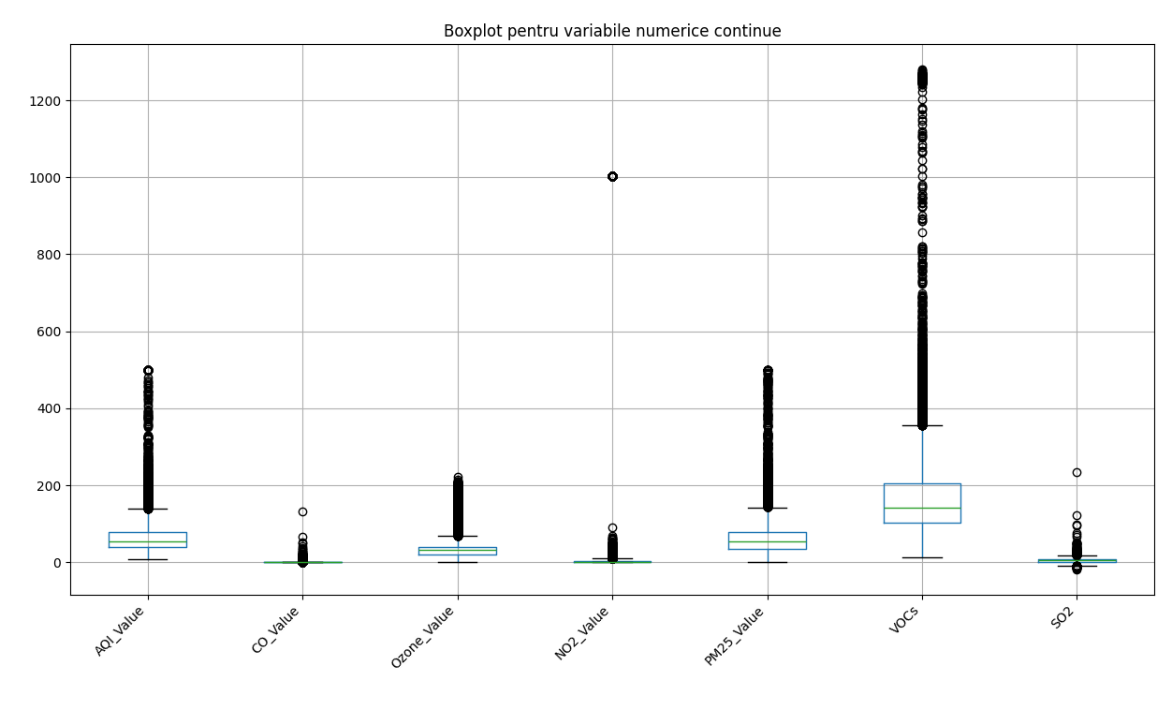 Boxplot pentru variabile numerice continue
1200
1000
800
600
400
200
0
AQI_Value
CO_Value
Ozone_Value
NO2_Value
PM25_Value
VOCs
SO2